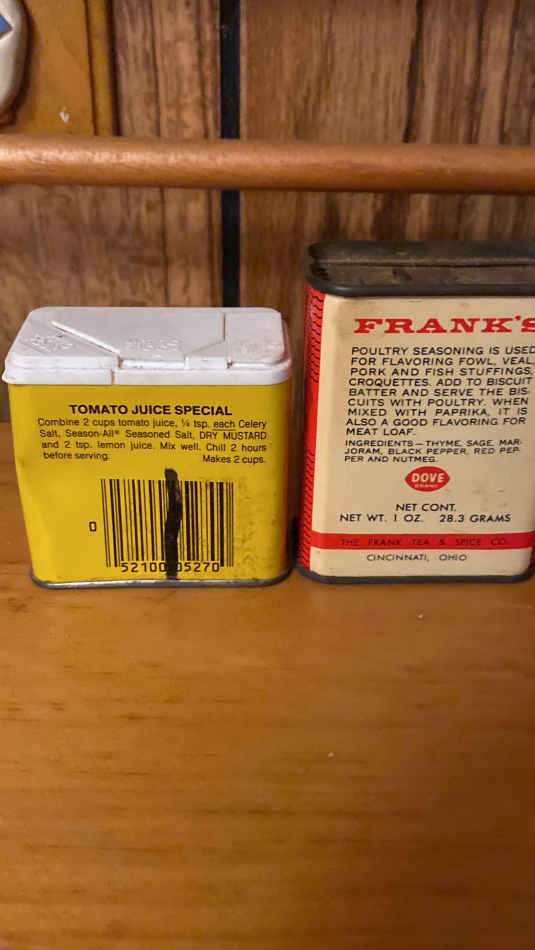 TOMATO JUICE SPECIAL
Combine 2 cups tomato juice, ¼ tsp. each Celery
Salt, Season-All® Seasoned Salt, DRY MUSTARD
and 2 tsp. lemon juice. Mix well. Chill 2 hours
before serving. Makes 2 cups.
0
52100 05270
FRANK'S
POULTRY SEASONING IS USED
FOR FLAVORING FOWL, VEAL,
PORK AND FISH STUFFINGS,
CROQUETTES. ADD TO BISCUIT
BATTER AND SERVE THE BIS-
CUITS WITH POULTRY. WHEN
MIXED WITH PAPRIKA, IT IS
ALSO A GOOD FLAVORING FOR
MEAT LOAF.
INGREDIENTS — THYME, SAGE, MAR-
JORAM, BLACK PEPPER, RED PEP-
PER AND NUTMEG.
DOVE
BRAND
NET CONT.
NET WT. 1 OZ. 28.3 GRAMS
THE FRANK TEA & SPICE CO.
CINCINNATI, OHIO